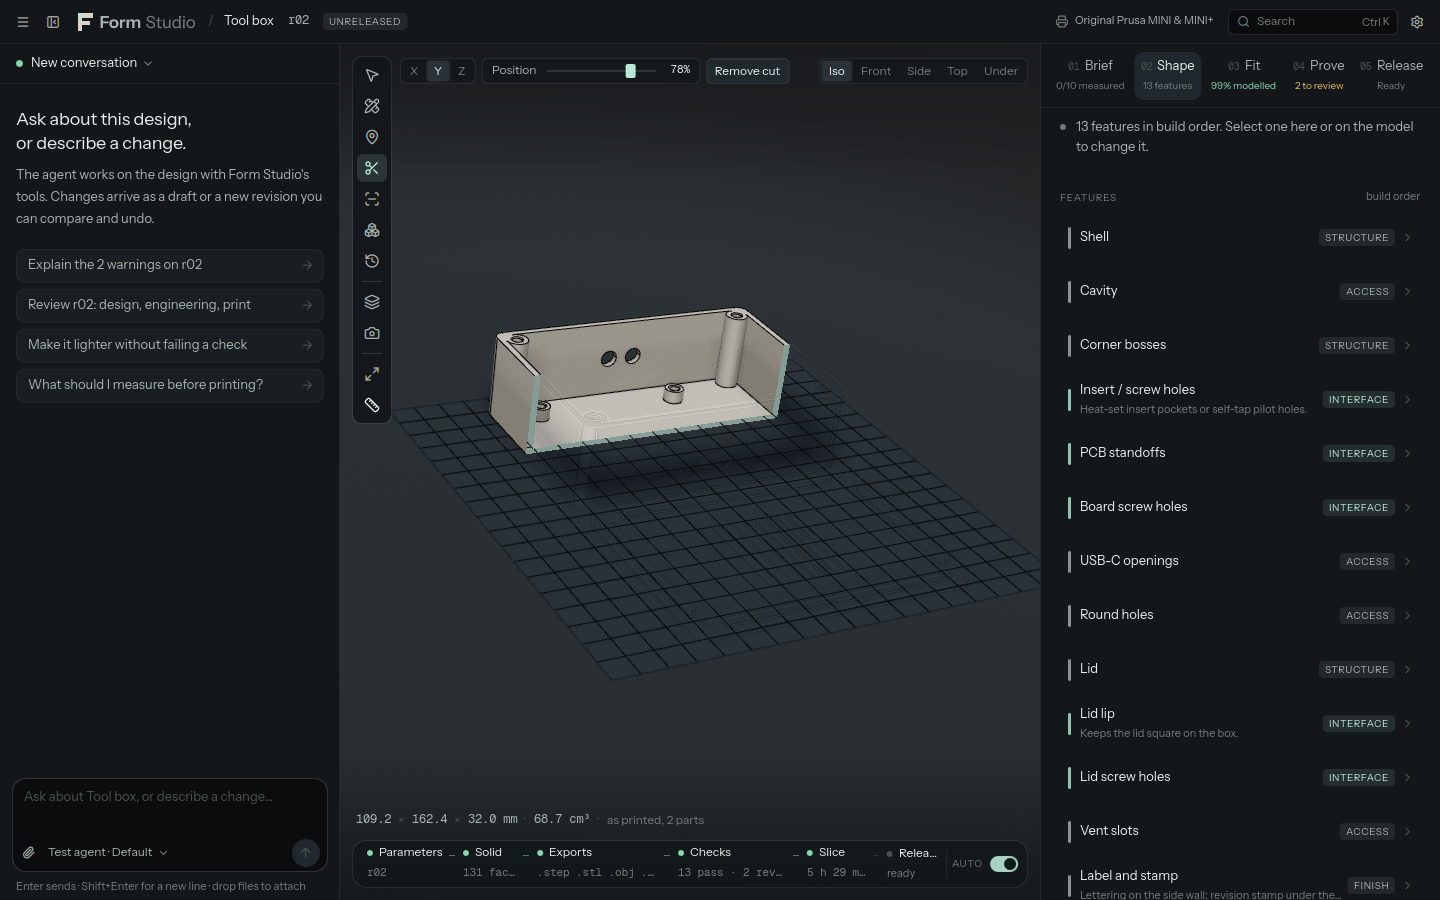 Form Studio / Tool box r02 UNRELEASED
Original Prusa MINI & MINI+
Search Ctrl K
New conversation
Ask about this design,
or describe a change.
The agent works on the design with Form Studio's
tools. Changes arrive as a draft or a new revision you
can compare and undo.
Explain the 2 warnings on r02
Review r02: design, engineering, print
Make it lighter without failing a check
What should I measure before printing?
Ask about Tool box, or describe a change...
Test agent · Default
Enter sends · Shift+Enter for a new line · drop files to attach
X Y Z
Position 78%
Remove cut
Iso Front Side Top Under
109.2 × 162.4 × 32.0 mm · 68.7 cm³ · as printed, 2 parts
Parameters
r02
Solid
131 fac...
Exports
.step .stl .obj ...
Checks
13 pass · 2 rev...
Slice
5 h 29 m...
Relea...
ready
AUTO
01 Brief
0/10 measured
02 Shape
13 features
03 Fit
99% modelled
04 Prove
2 to review
05 Release
Ready
13 features in build order. Select one here or on the model
to change it.
FEATURES build order
Shell STRUCTURE
Cavity ACCESS
Corner bosses STRUCTURE
Insert / screw holes INTERFACE
Heat-set insert pockets or self-tap pilot holes.
PCB standoffs INTERFACE
Board screw holes INTERFACE
USB-C openings ACCESS
Round holes ACCESS
Lid STRUCTURE
Lid lip INTERFACE
Keeps the lid square on the box.
Lid screw holes INTERFACE
Vent slots ACCESS
Label and stamp FINISH
Lettering on the side wall; revision stamp under the...